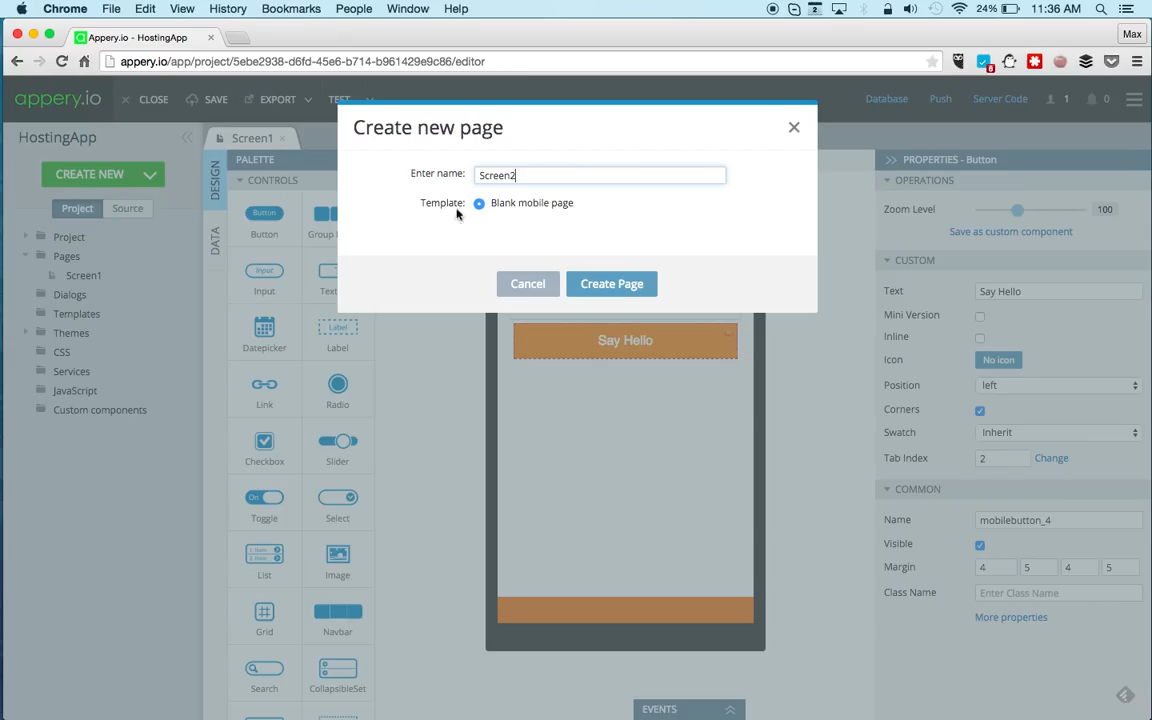 Chrome File Edit View History Bookmarks People Window Help 2 24% 11:36 AM
Appery.io - HostingApp Max
appery.io/app/project/5ebe2938-d6fd-45e6-b714-b961429e9c86/editor 6
appery.io CLOSE SAVE EXPORT TEST Database Push Server Code 1 0
HostingApp
CREATE NEW
Project Source
Project
Pages
Screen1
Dialogs
Templates
Themes
CSS
Services
JavaScript
Custom components
Screen1
DESIGN
DATA
PALETTE
CONTROLS
Button
Button
Input
Input
Datepicker
Label
Label
Link
Radio
Checkbox
Slider
On
Toggle
Select
List
Image
Grid
Navbar
Search
CollapsibleSet
Create new page
Enter name: Screen2
Template: Blank mobile page
Cancel Create Page
Say Hello
EVENTS
PROPERTIES - Button
OPERATIONS
Zoom Level 100
Save as custom component
CUSTOM
Text Say Hello
Mini Version
Inline
Icon No icon
Position left
Corners
Swatch Inherit
Tab Index 2 Change
COMMON
Name mobilebutton_4
Visible
Margin 4 5 4 5
Class Name Enter Class Name
More properties